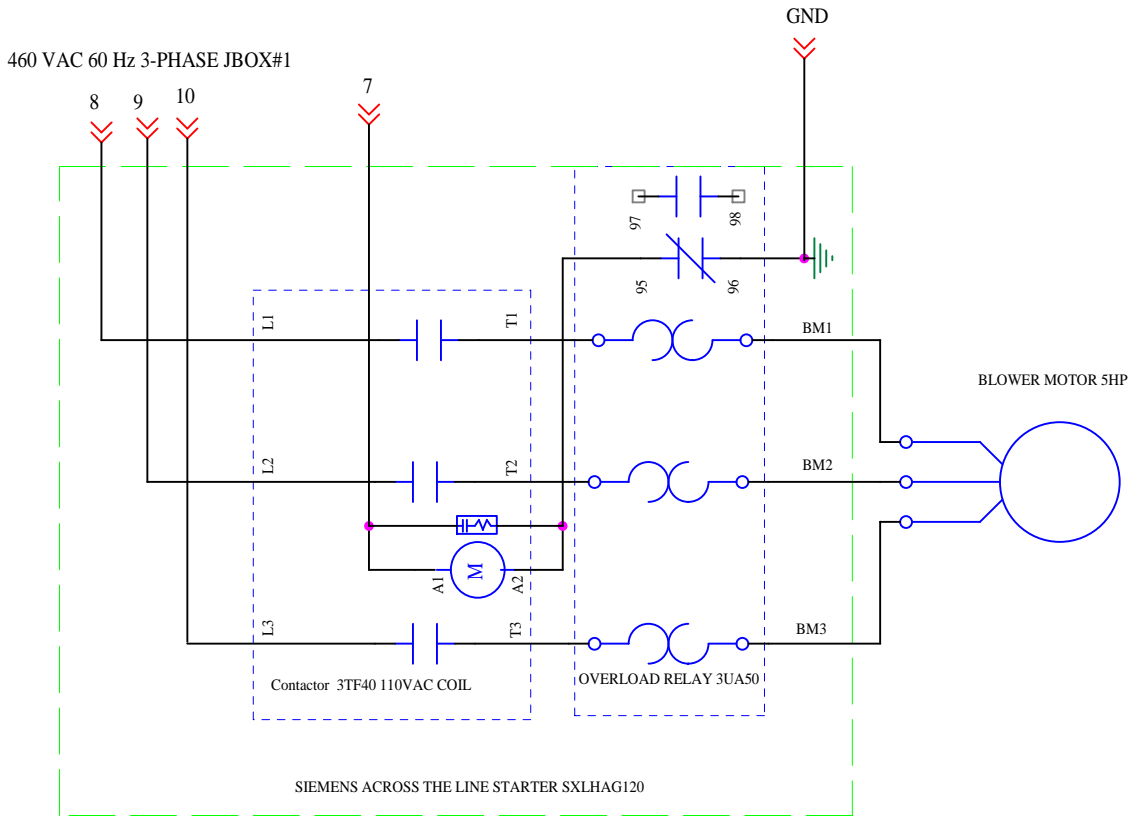 GND
460 VAC 60 Hz 3-PHASE JBOX#1
8
9
10
7
97
98
95
96
L1
T1
BM1
BLOWER MOTOR 5HP
L2
T2
BM2
A1
M
A2
L3
T3
BM3
Contactor 3TF40 110VAC COIL
OVERLOAD RELAY 3UA50
SIEMENS ACROSS THE LINE STARTER SXLHAG120